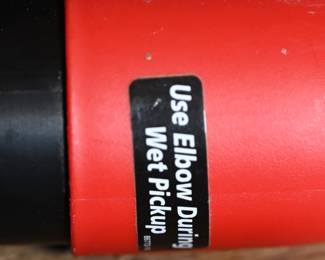 Use Elbow During
Wet Pickup